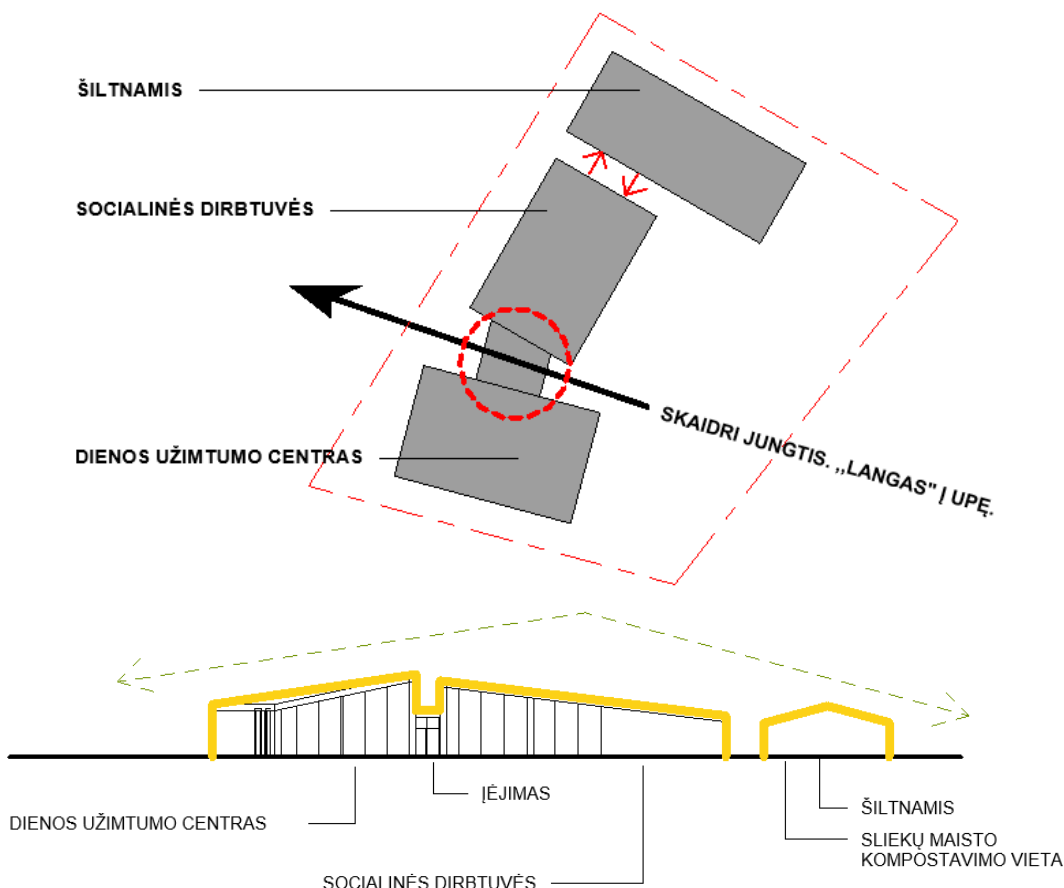 ŠILTNAMIS
SOCIALINĖS DIRBTUVĖS
SKAIDRI JUNGTIS. ,,LANGAS" Į UPĘ.
DIENOS UŽIMTUMO CENTRAS
ĮĖJIMAS
ŠILTNAMIS
DIENOS UŽIMTUMO CENTRAS
SLIEKŲ MAISTO
KOMPOSTAVIMO VIETA
SOCIALINĖS DIRBTUVĖS